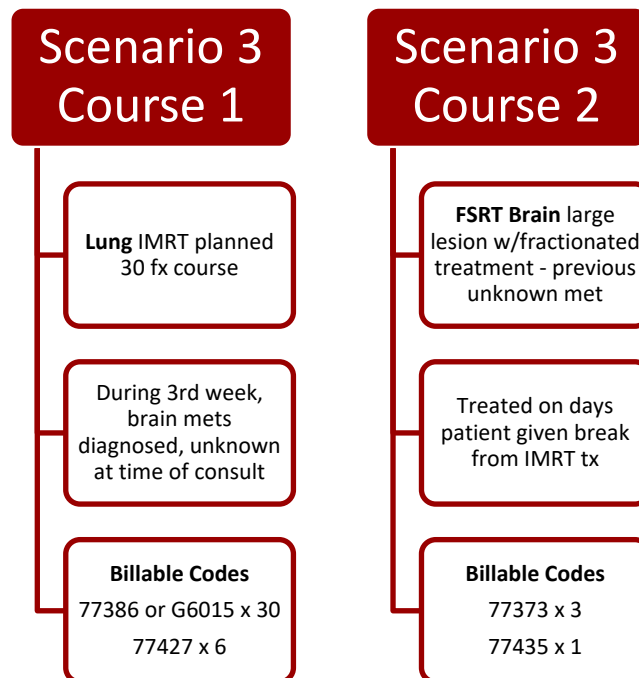 Scenario 3
Course 1
Lung IMRT planned
30 fx course
During 3rd week,
brain mets
diagnosed, unknown
at time of consult
Billable Codes
77386 or G6015 x 30
77427 x 6
Scenario 3
Course 2
FSRT Brain large
lesion w/fractionated
treatment - previous
unknown met
Treated on days
patient given break
from IMRT tx
Billable Codes
77373 x 3
77435 x 1